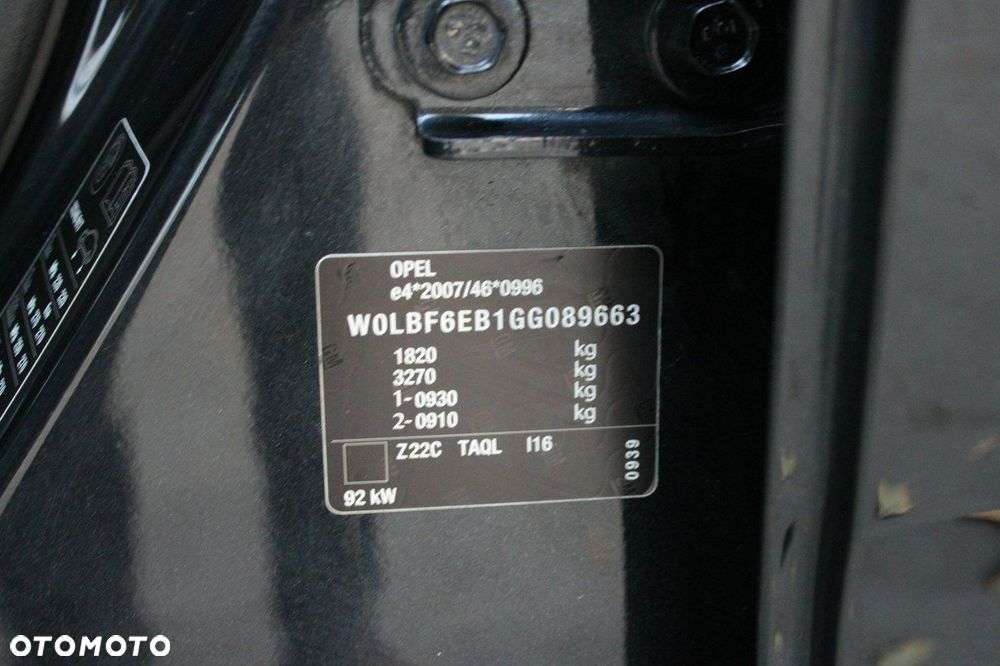 OPEL
e4*2007/46*0996
W0LBF6EB1GG089663
1820 kg
3270 kg
1-0930 kg
2-0910 kg
Z22C TAQL I16
0939
92 kW
OTOMOTO